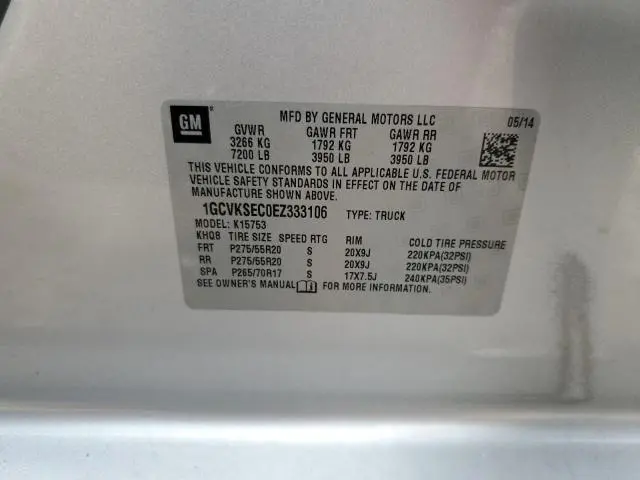 GM ®
MFD BY GENERAL MOTORS LLC 05/14
GVWR GAWR FRT GAWR RR
3266 KG 1792 KG 1792 KG
7200 LB 3950 LB 3950 LB
THIS VEHICLE CONFORMS TO ALL APPLICABLE U.S. FEDERAL MOTOR
VEHICLE SAFETY STANDARDS IN EFFECT ON THE DATE OF
MANUFACTURE SHOWN ABOVE.
1GCVKSEC0EZ333106 TYPE: TRUCK
MODEL: K15753
KHQ8 TIRE SIZE SPEED RTG RIM COLD TIRE PRESSURE
FRT P275/55R20 S 20X9J 220KPA(32PSI)
RR P275/55R20 S 20X9J 220KPA(32PSI)
SPA P265/70R17 S 17X7.5J 240KPA(35PSI)
SEE OWNER'S MANUAL FOR MORE INFORMATION.